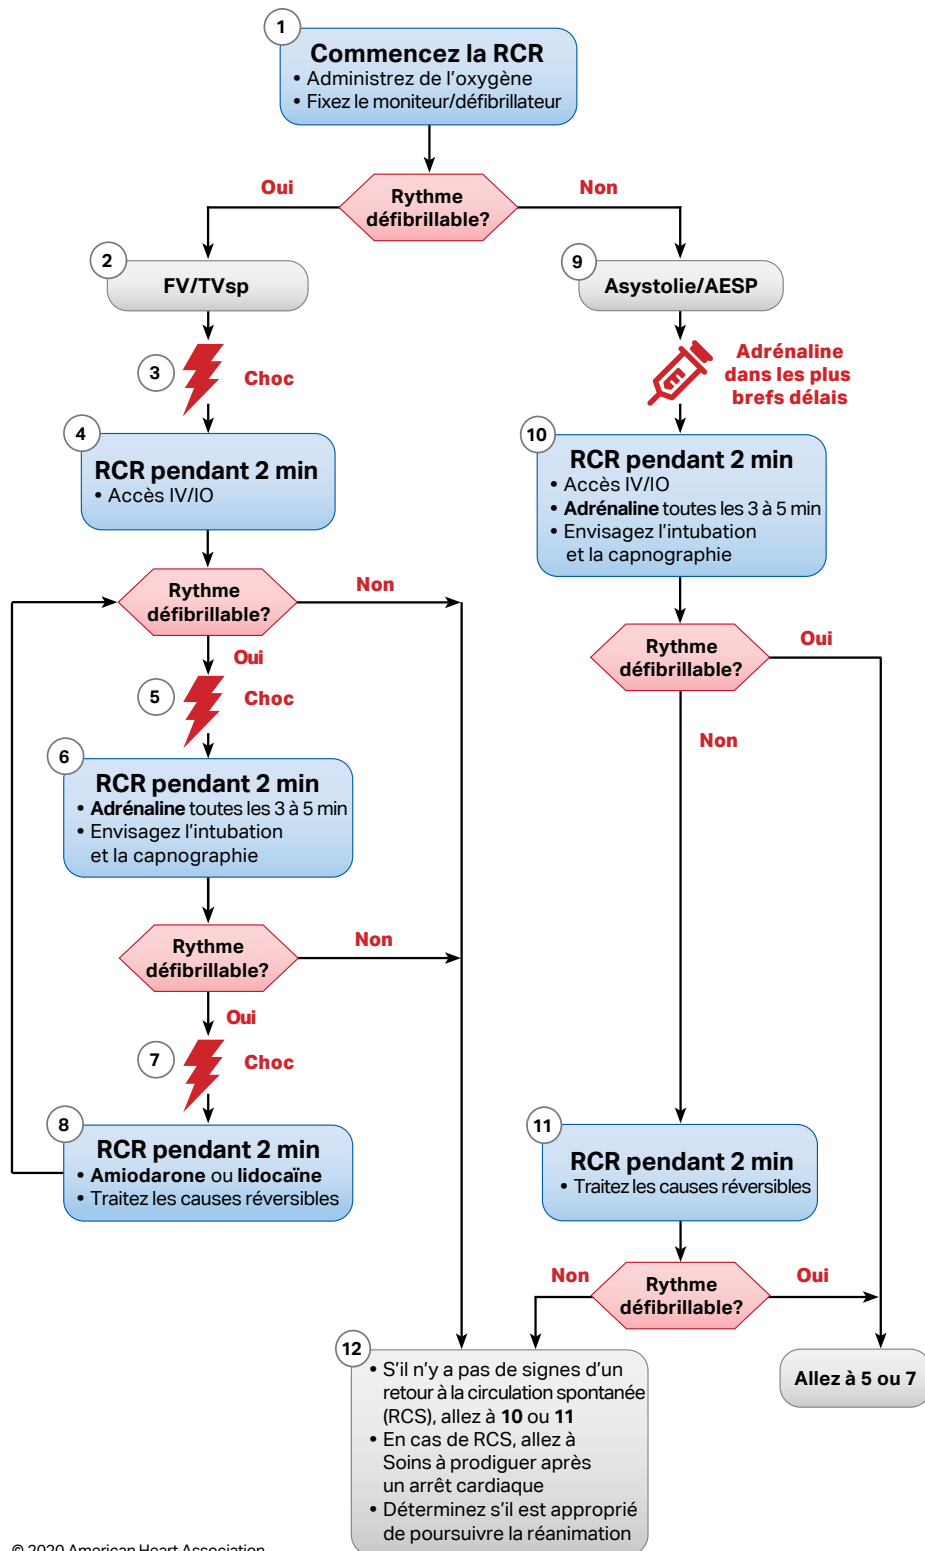 1
Commencez la RCR
• Administrez de l’oxygène
• Fixez le moniteur/défibrillateur
Oui
Rythme
défibrillable?
Non
2
FV/TVsp
9
Asystolie/AESP
3
Choc
Adrénaline
dans les plus
brefs délais
4
RCR pendant 2 min
• Accès IV/IO
10
RCR pendant 2 min
• Accès IV/IO
• Adrénaline toutes les 3 à 5 min
• Envisagez l’intubation
et la capnographie
Rythme
défibrillable?
Non
Oui
Rythme
défibrillable?
Oui
Non
5
Choc
6
RCR pendant 2 min
• Adrénaline toutes les 3 à 5 min
• Envisagez l’intubation
et la capnographie
Rythme
défibrillable?
Non
Oui
7
Choc
8
RCR pendant 2 min
• Amiodarone ou lidocaïne
• Traitez les causes réversibles
11
RCR pendant 2 min
• Traitez les causes réversibles
Non
Rythme
défibrillable?
Oui
12
• S’il n’y a pas de signes d’un
retour à la circulation spontanée
(RCS), allez à 10 ou 11
• En cas de RCS, allez à
Soins à prodiguer après
un arrêt cardiaque
• Déterminez s’il est approprié
de poursuivre la réanimation
Allez à 5 ou 7
© 2020 American Heart Association